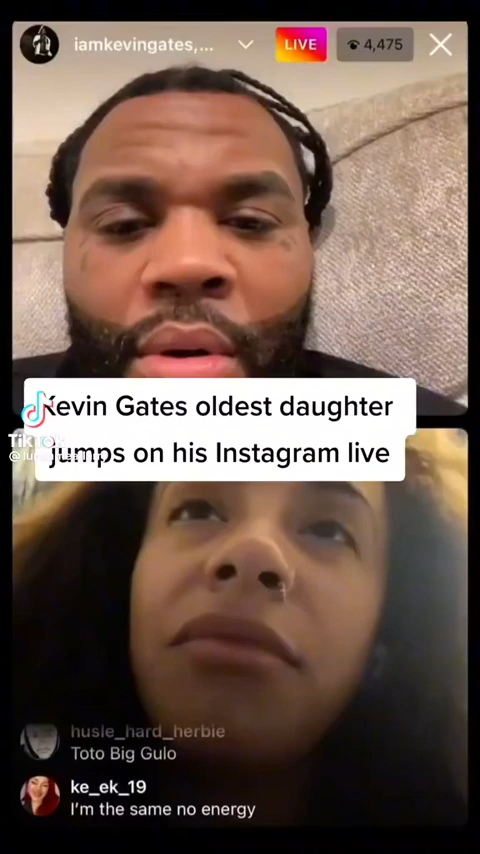 iamkevingates,...
LIVE
4,475
Kevin Gates oldest daughter
jumps on his Instagram live
TikTok
husle_hard_herbie
Toto Big Gulo
ke_ek_19
I'm the same no energy